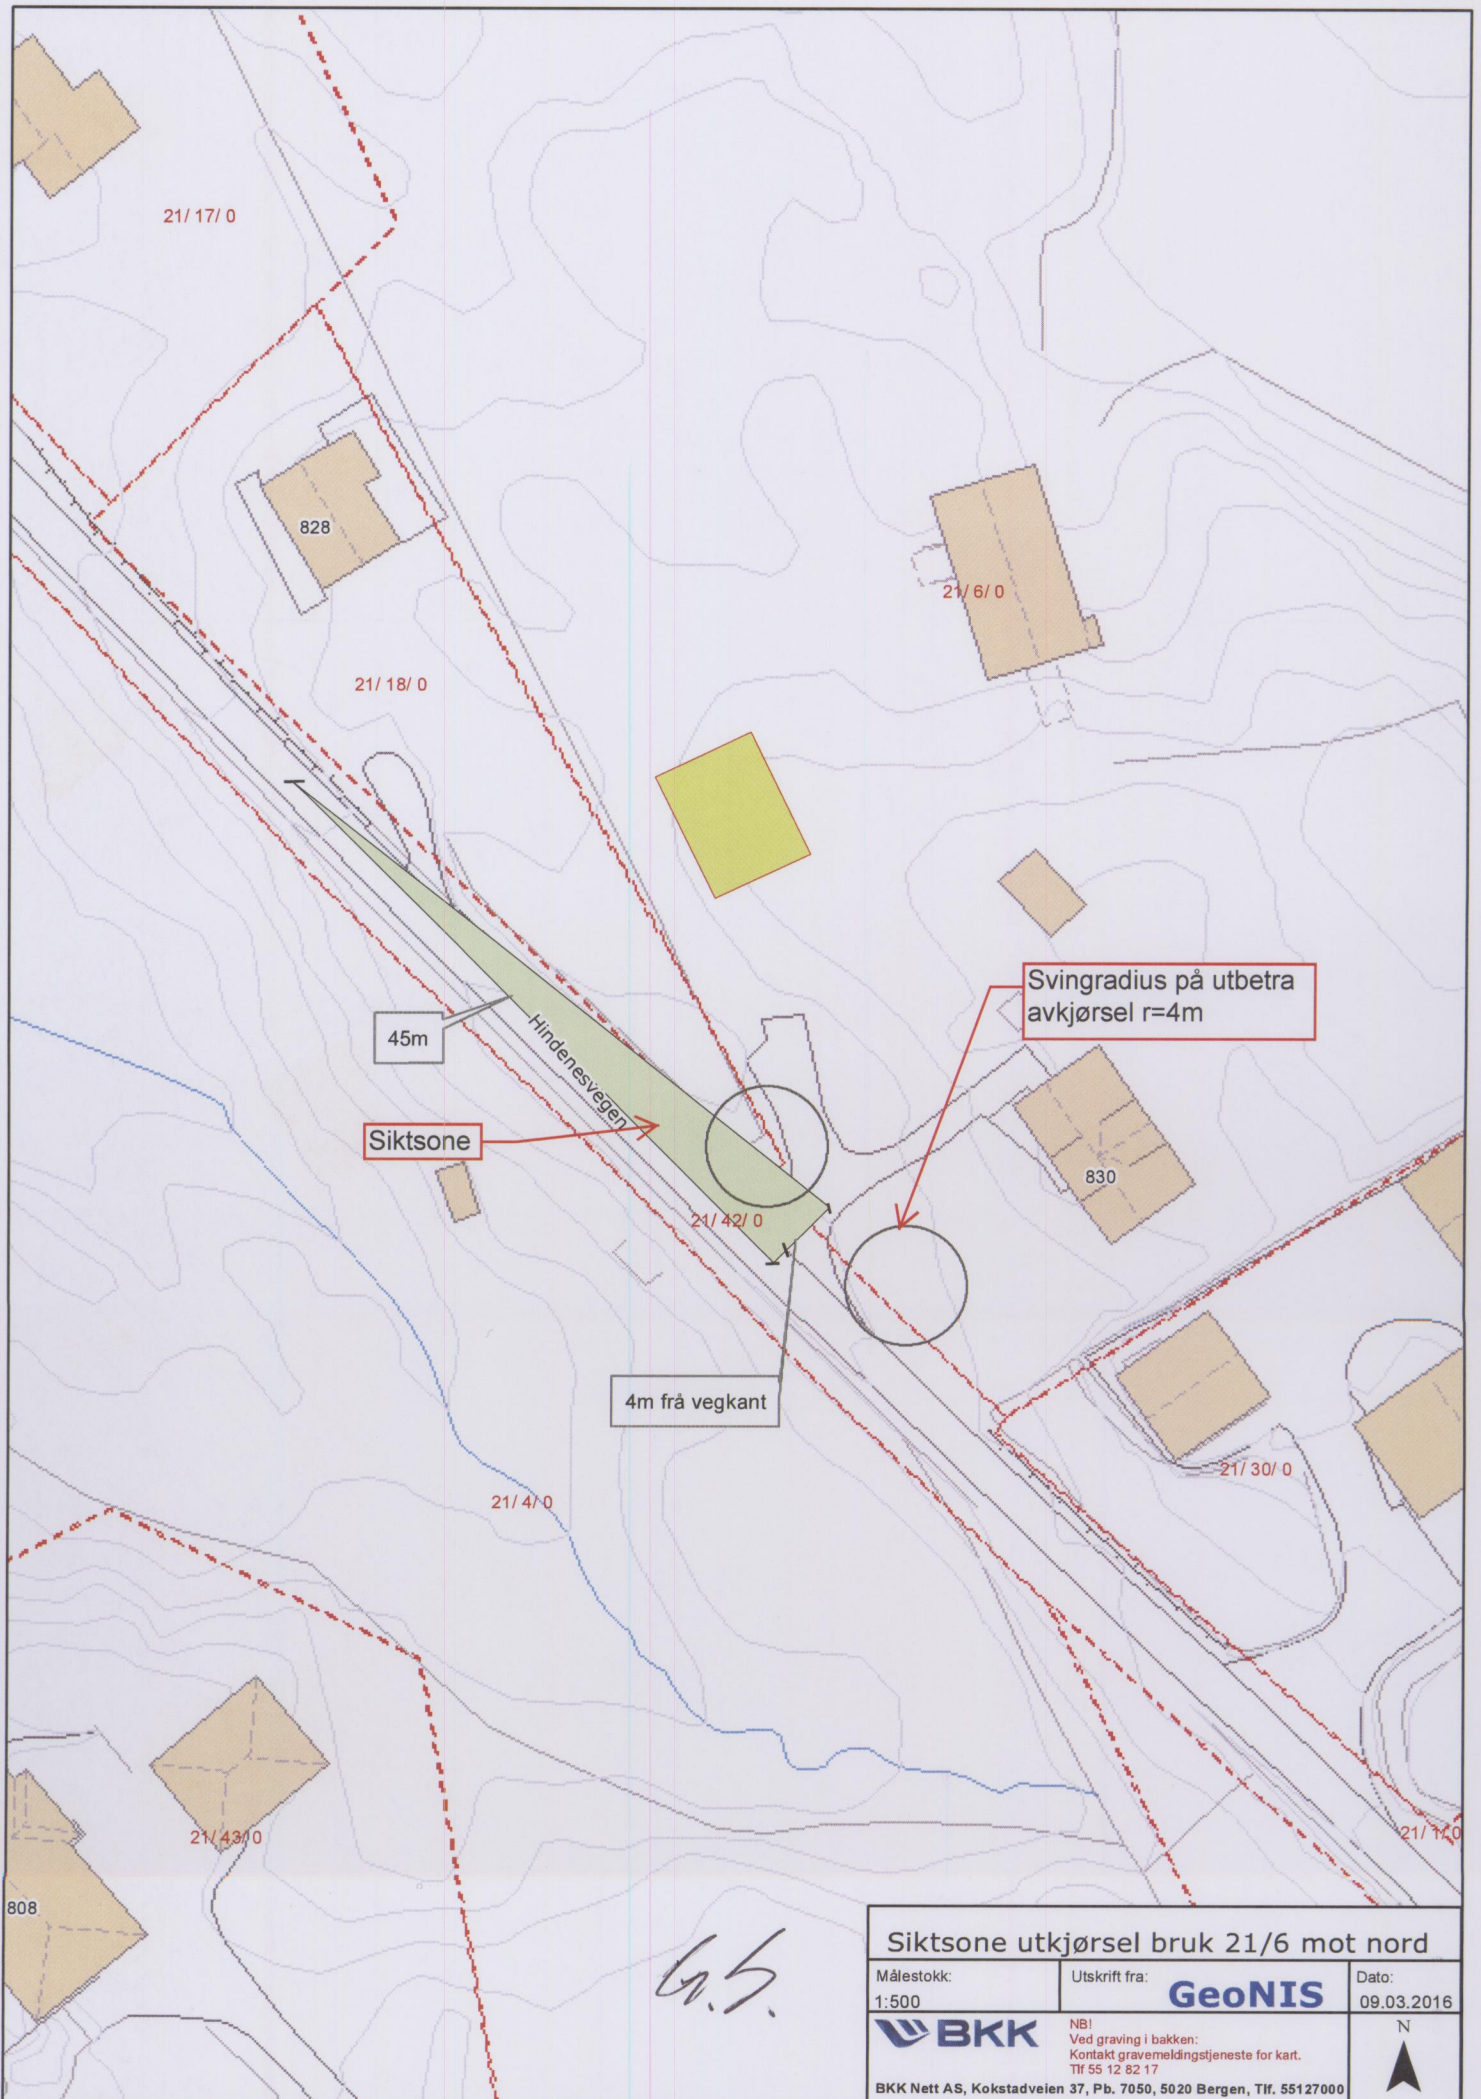 21/ 17/ 0
828
21/ 6/ 0
21/ 18/ 0
Svingradius på utbetra
avkjørsel r=4m
45m
Hindenesvegen
Siktsone
830
21/ 42/ 0
4m frå vegkant
21/ 30/ 0
21/ 4/ 0
21/ 43/ 0
21/ 1/ 0
808
G.S.
Siktsone utkjørsel bruk 21/6 mot nord
Målestokk:
1:500
Utskrift fra:
GeoNIS
Dato:
09.03.2016
BKK
NB!
Ved graving i bakken:
Kontakt gravemeldingstjeneste for kart.
Tlf 55 12 82 17
N
BKK Nett AS, Kokstadveien 37, Pb. 7050, 5020 Bergen, Tlf. 55127000